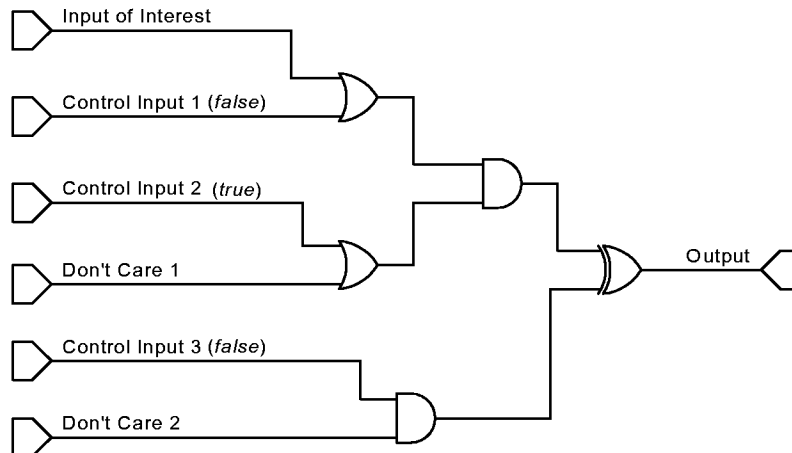 Input of Interest
Control Input 1 (false)
Control Input 2 (true)
Output
Don't Care 1
Control Input 3 (false)
Don't Care 2